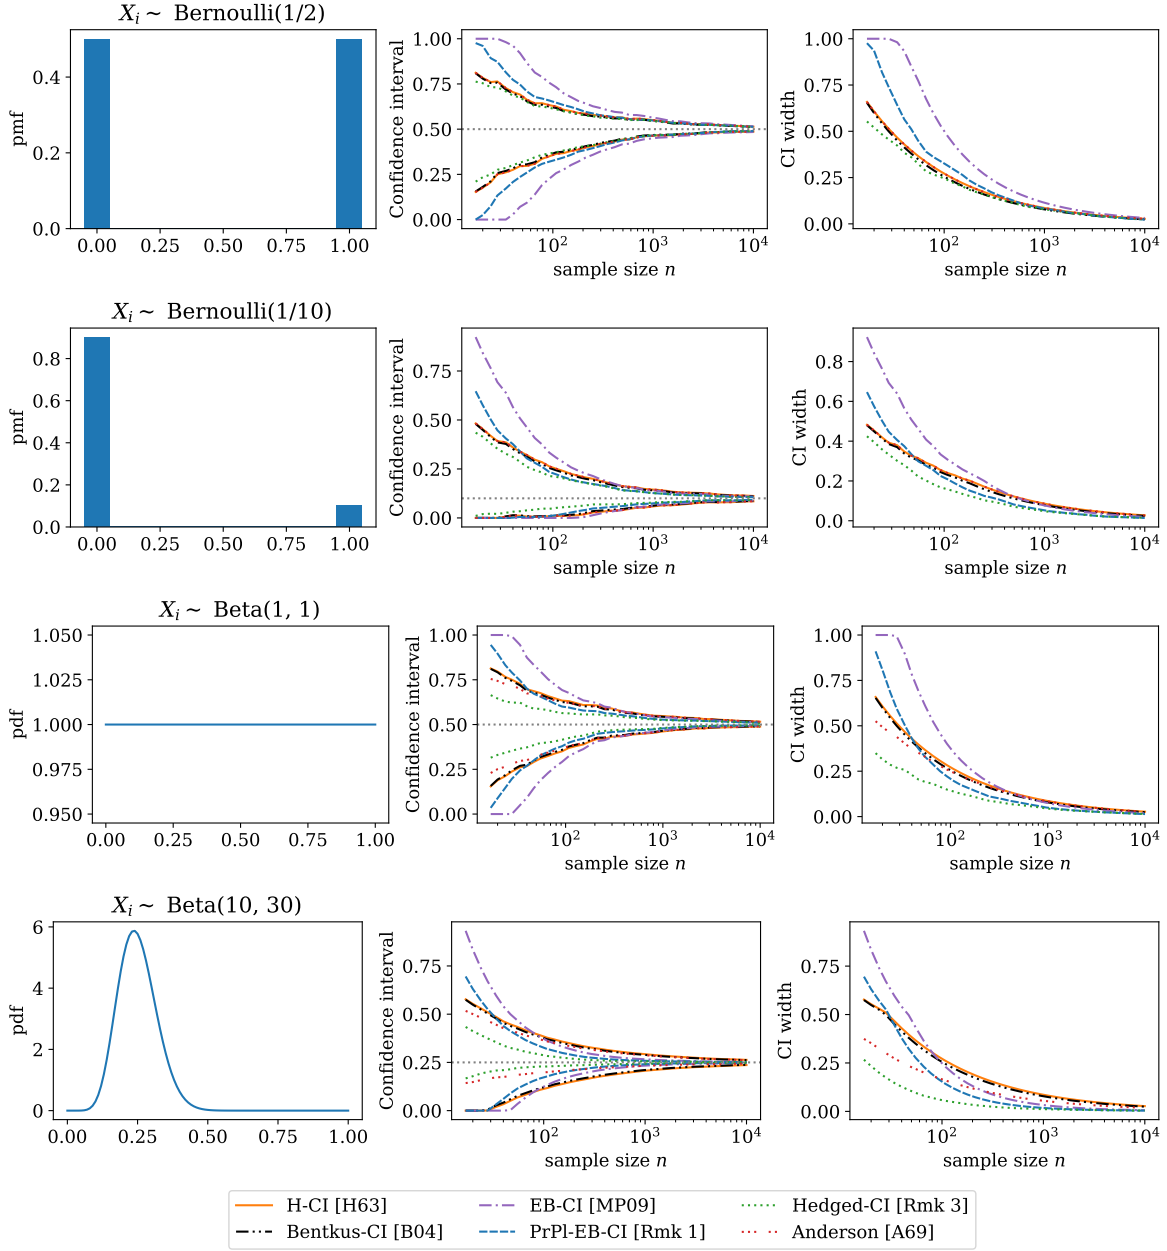 X_i ∼ Bernoulli(1/2)
pmf
0.4
0.2
0.0
0.00 0.25 0.50 0.75 1.00
Confidence interval
1.00
0.75
0.50
0.25
0.00
10² 10³ 10⁴
sample size n
CI width
1.00
0.75
0.50
0.25
0.00
10² 10³ 10⁴
sample size n
X_i ∼ Bernoulli(1/10)
pmf
0.8
0.6
0.4
0.2
0.0
0.00 0.25 0.50 0.75 1.00
Confidence interval
0.75
0.50
0.25
0.00
10² 10³ 10⁴
sample size n
CI width
0.8
0.6
0.4
0.2
0.0
10² 10³ 10⁴
sample size n
X_i ∼ Beta(1, 1)
pdf
1.050
1.025
1.000
0.975
0.950
0.00 0.25 0.50 0.75 1.00
Confidence interval
1.00
0.75
0.50
0.25
0.00
10² 10³ 10⁴
sample size n
CI width
1.00
0.75
0.50
0.25
0.00
10² 10³ 10⁴
sample size n
X_i ∼ Beta(10, 30)
pdf
6
4
2
0
0.00 0.25 0.50 0.75 1.00
Confidence interval
0.75
0.50
0.25
0.00
10² 10³ 10⁴
sample size n
CI width
0.75
0.50
0.25
0.00
10² 10³ 10⁴
sample size n
H-CI [H63] EB-CI [MP09] Hedged-CI [Rmk 3]
Bentkus-CI [B04] PrPl-EB-CI [Rmk 1] Anderson [A69]